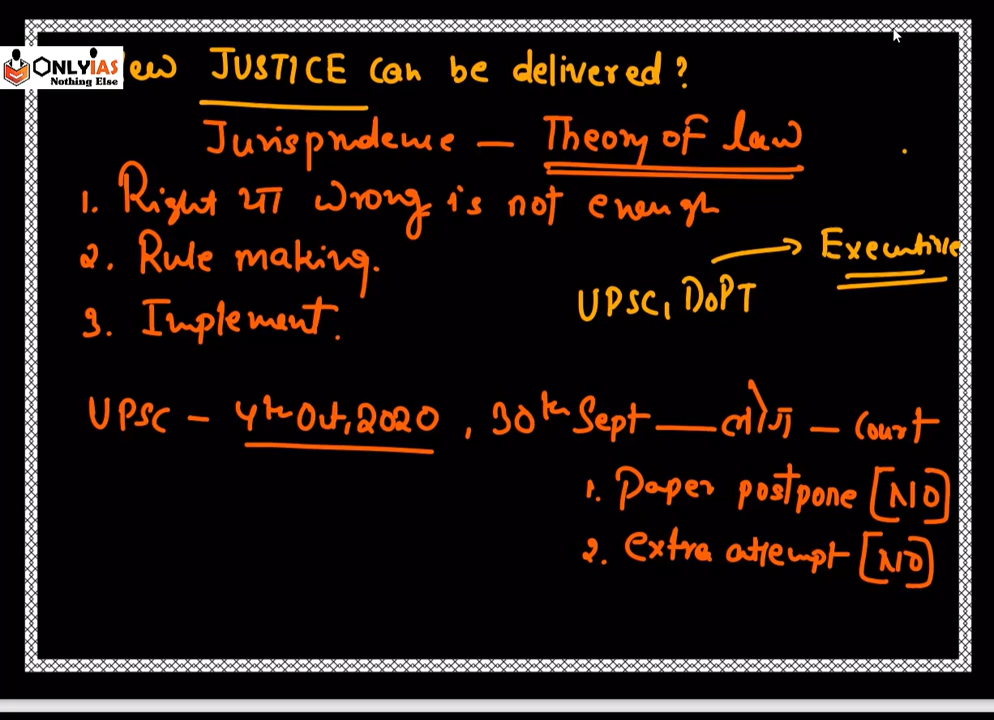 ONLYIAS
Nothing Else
ew JUSTICE can be delivered?
Jurisprudence — Theory of law
1. Right या wrong is not enough
2. Rule making.
Executive
UPSC, DoPT
3. Implement.
UPSC - 4th Oct, 2020, 30th Sept — लोग - Court
1. Paper postpone [NO]
2. extra attempt [NO]